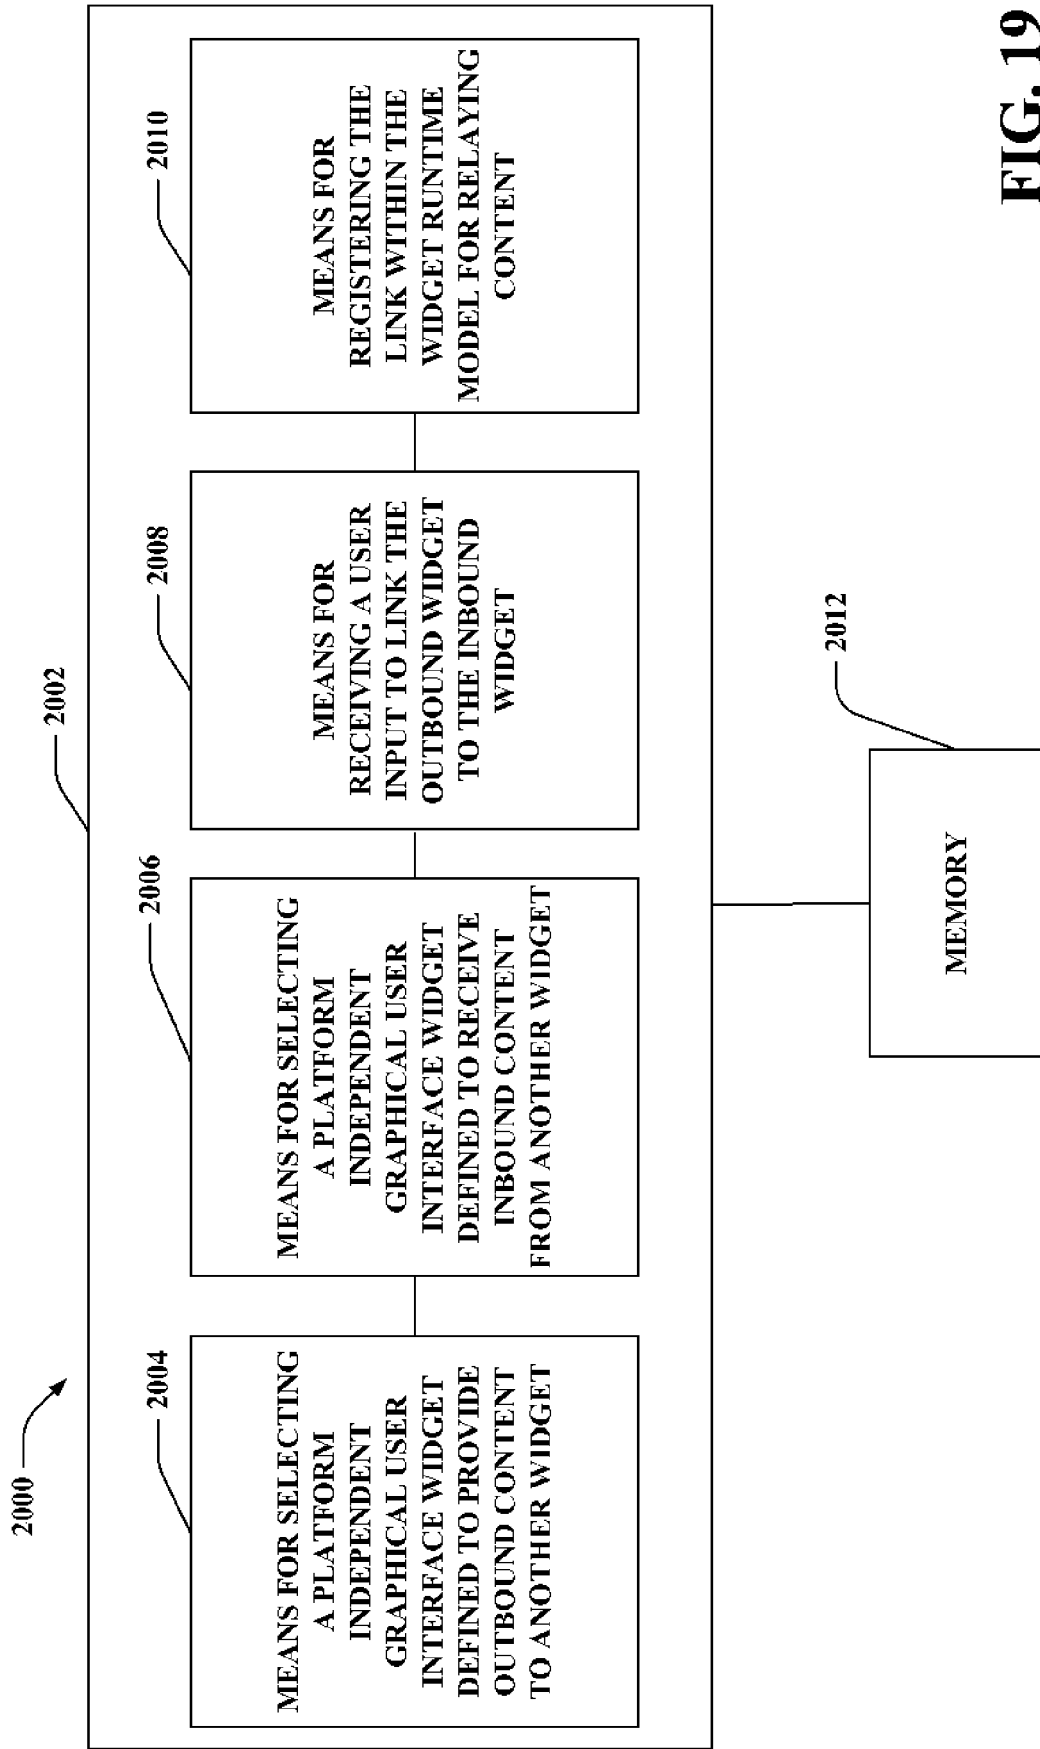 2000
2002
2004
MEANS FOR SELECTING
A PLATFORM
INDEPENDENT
GRAPHICAL USER
INTERFACE WIDGET
DEFINED TO PROVIDE
OUTBOUND CONTENT
TO ANOTHER WIDGET
2006
MEANS FOR SELECTING
A PLATFORM
INDEPENDENT
GRAPHICAL USER
INTERFACE WIDGET
DEFINED TO RECEIVE
INBOUND CONTENT
FROM ANOTHER WIDGET
2008
MEANS FOR
RECEIVING A USER
INPUT TO LINK THE
OUTBOUND WIDGET
TO THE INBOUND
WIDGET
2010
MEANS FOR
REGISTERING THE
LINK WITHIN THE
WIDGET RUNTIME
MODEL FOR RELAYING
CONTENT
2012
MEMORY
FIG. 19